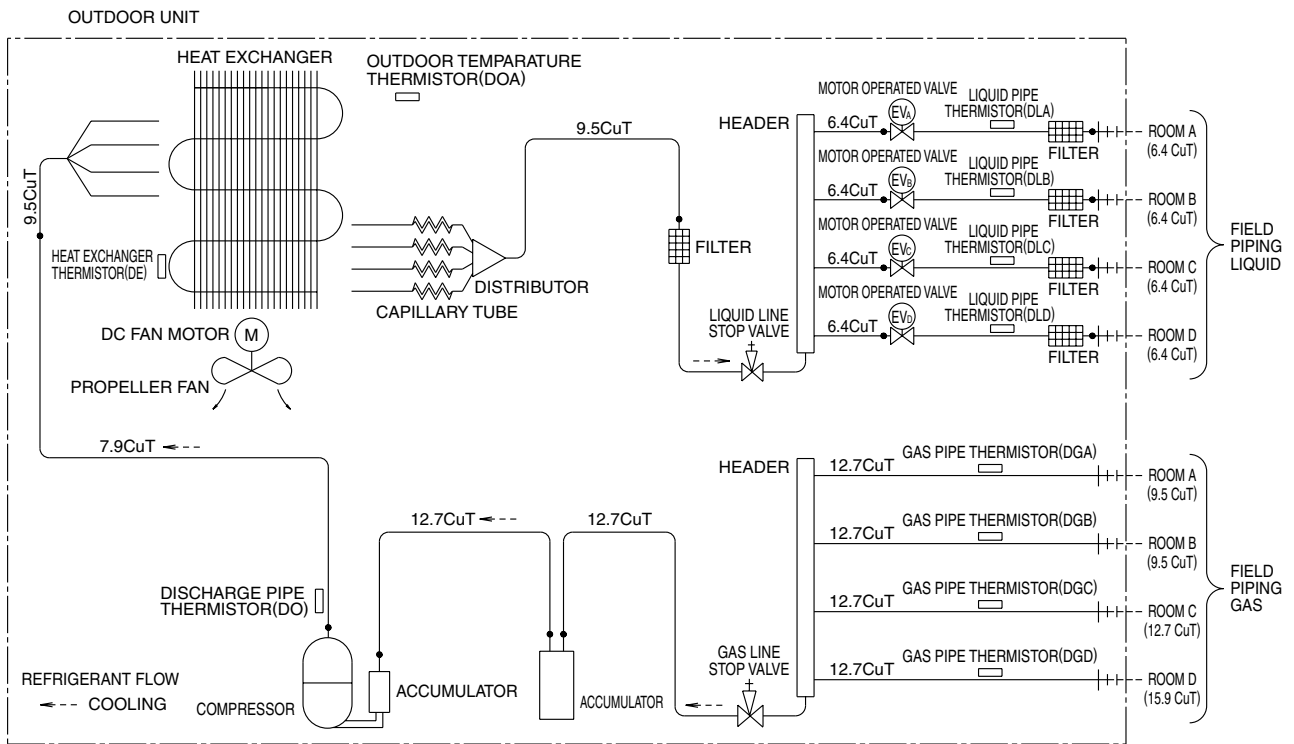 OUTDOOR UNIT
HEAT EXCHANGER
OUTDOOR TEMPARATURE
THERMISTOR(DOA)
9.5CuT
HEAT EXCHANGER
THERMISTOR(DE)
DC FAN MOTOR
M
PROPELLER FAN
CAPILLARY TUBE
DISTRIBUTOR
9.5CuT
FILTER
LIQUID LINE
STOP VALVE
HEADER
MOTOR OPERATED VALVE
6.4CuT
EVA
LIQUID PIPE
THERMISTOR(DLA)
FILTER
ROOM A
(6.4 CuT)
MOTOR OPERATED VALVE
6.4CuT
EVB
LIQUID PIPE
THERMISTOR(DLB)
FILTER
ROOM B
(6.4 CuT)
MOTOR OPERATED VALVE
6.4CuT
EVC
LIQUID PIPE
THERMISTOR(DLC)
FILTER
ROOM C
(6.4 CuT)
MOTOR OPERATED VALVE
6.4CuT
EVD
LIQUID PIPE
THERMISTOR(DLD)
FILTER
ROOM D
(6.4 CuT)
FIELD
PIPING
LIQUID
7.9CuT
12.7CuT
12.7CuT
HEADER
12.7CuT
GAS PIPE THERMISTOR(DGA)
ROOM A
(9.5 CuT)
12.7CuT
GAS PIPE THERMISTOR(DGB)
ROOM B
(9.5 CuT)
12.7CuT
GAS PIPE THERMISTOR(DGC)
ROOM C
(12.7 CuT)
12.7CuT
GAS PIPE THERMISTOR(DGD)
ROOM D
(15.9 CuT)
FIELD
PIPING
GAS
DISCHARGE PIPE
THERMISTOR(DO)
GAS LINE
STOP VALVE
REFRIGERANT FLOW
COOLING
COMPRESSOR
ACCUMULATOR
ACCUMULATOR